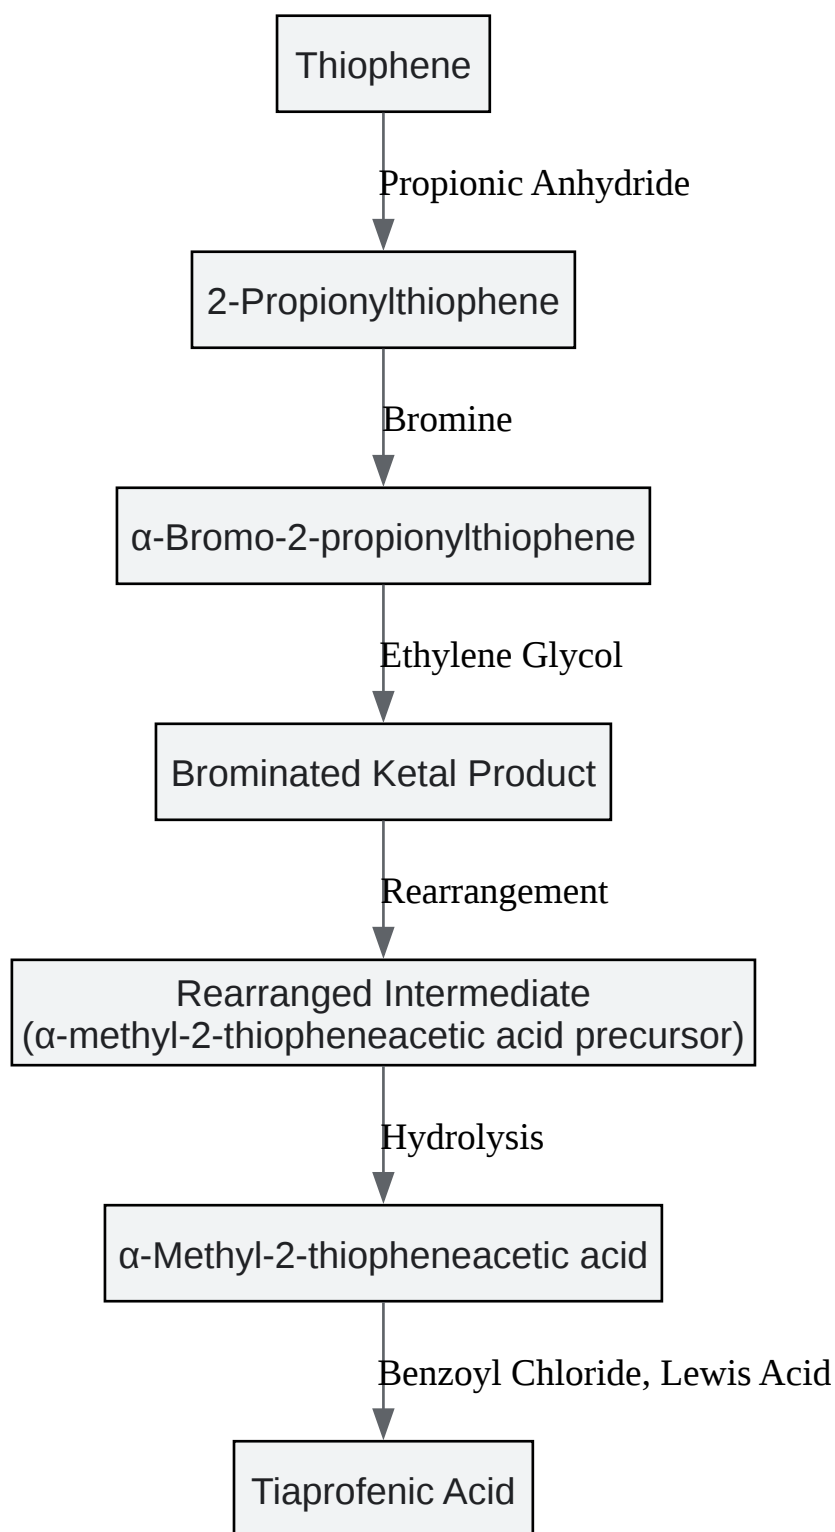 Thiophene
Propionic Anhydride
2-Propionylthiophene
Bromine
α-Bromo-2-propionylthiophene
Ethylene Glycol
Brominated Ketal Product
Rearrangement
Rearranged Intermediate
(α-methyl-2-thiopheneacetic acid precursor)
Hydrolysis
α-Methyl-2-thiopheneacetic acid
Benzoyl Chloride, Lewis Acid
Tiaprofenic Acid